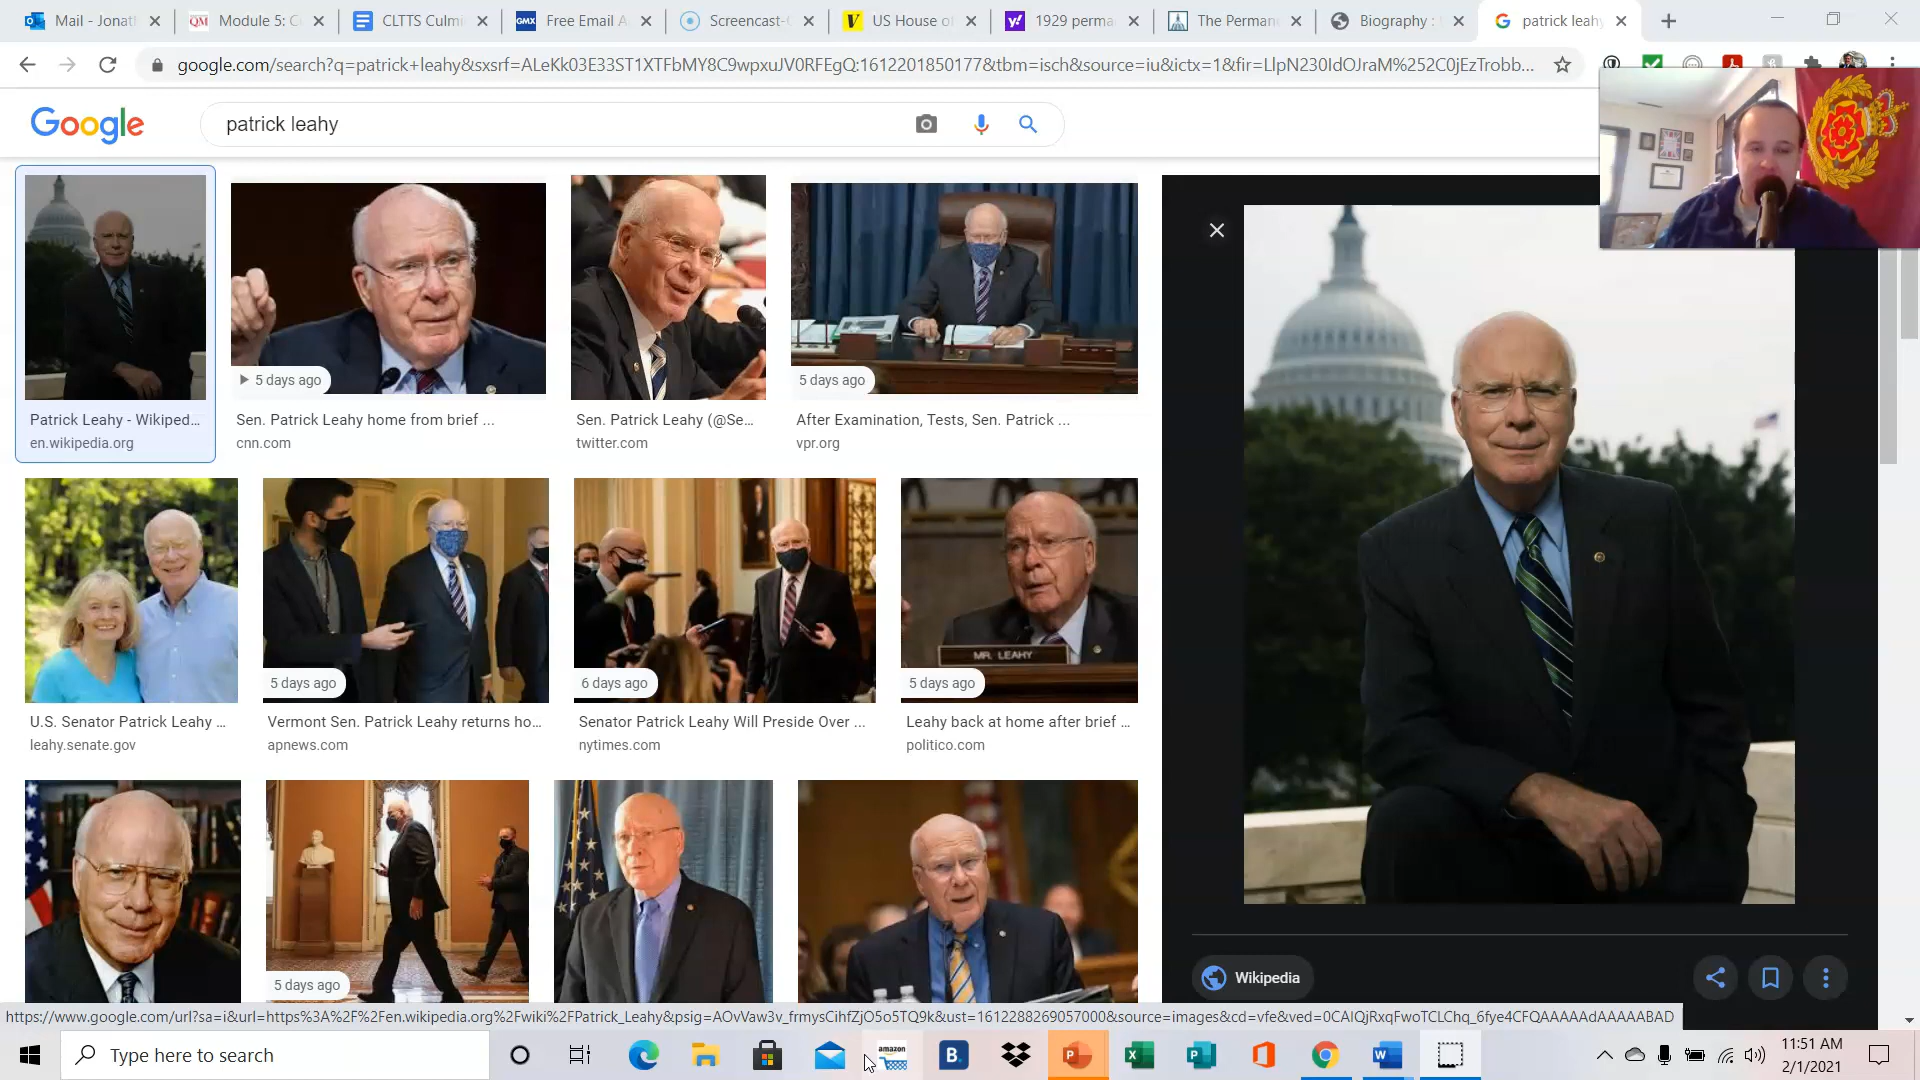 Mail - Jonat
QM Module 5: C
CLTTS Culmi
GMX Free Email A
Screencast-
US House of
y! 1929 perma
The Perman
Biography :
patrick leahy
google.com/search?q=patrick+leahy&sxsrf=ALeKk03E33ST1XTFbMY8C9wpxuJV0RFEgQ:1612201850177&tbm=isch&source=iu&ictx=1&fir=LlpN230IdOJraM%252C0jEzTrobb...
Google
patrick leahy
5 days ago
5 days ago
Patrick Leahy - Wikiped...
en.wikipedia.org
Sen. Patrick Leahy home from brief ...
cnn.com
Sen. Patrick Leahy (@Se...
twitter.com
After Examination, Tests, Sen. Patrick ...
vpr.org
MR. LEAHY
5 days ago
6 days ago
5 days ago
U.S. Senator Patrick Leahy ...
leahy.senate.gov
Vermont Sen. Patrick Leahy returns ho...
apnews.com
Senator Patrick Leahy Will Preside Over ...
nytimes.com
Leahy back at home after brief ...
politico.com
5 days ago
Wikipedia
https://www.google.com/url?sa=i&url=https%3A%2F%2Fen.wikipedia.org%2Fwiki%2FPatrick_Leahy&psig=AOvVaw3v_frmysCihfZjO5o5TQ9k&ust=1612288269057000&source=images&cd=vfe&ved=0CAIQjRxqFwoTCLChq_6fye4CFQAAAAAdAAAAABAD
Type here to search
amazon
B.
11:51 AM
2/1/2021